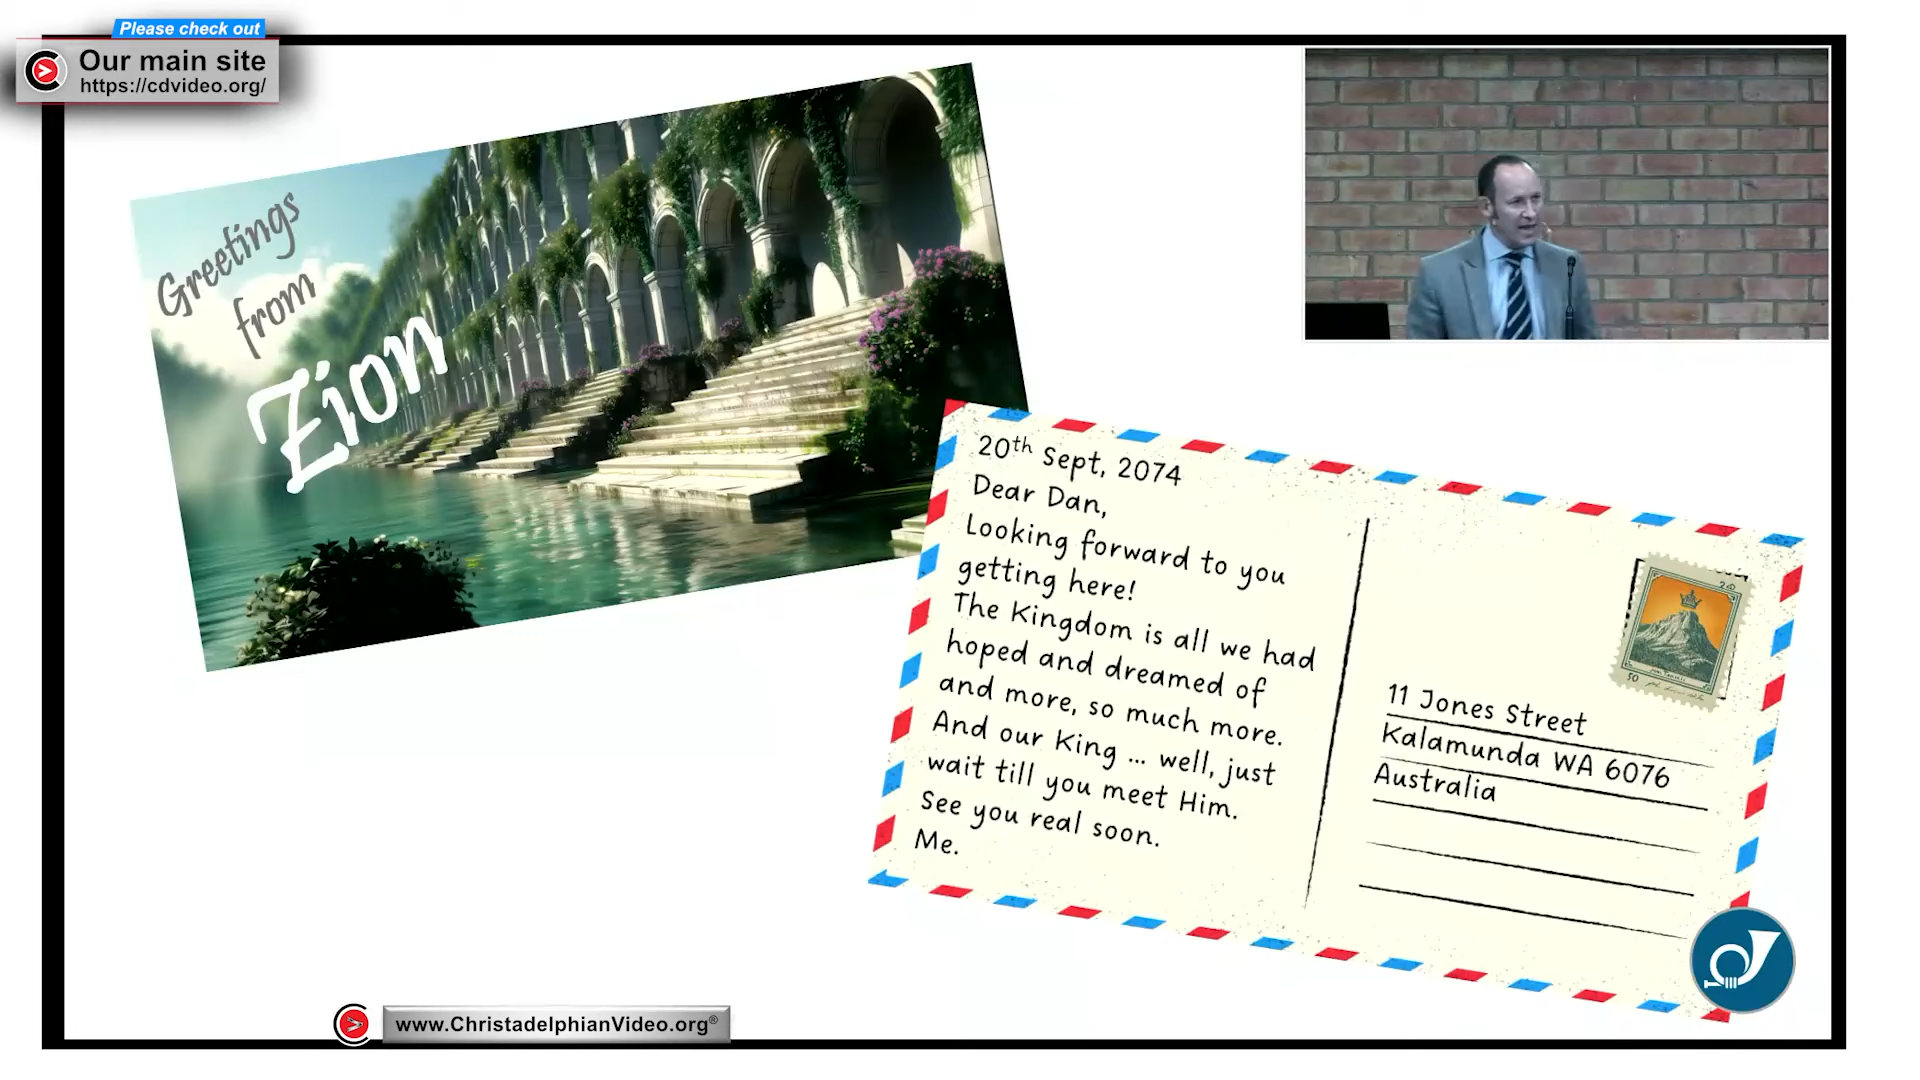 Please check out
Our main site
https://cdvideo.org/
Greetings
from
Zion
20th Sept, 2074
Dear Dan,
Looking forward to you
getting here!
The Kingdom is all we had
hoped and dreamed of
and more, so much more.
And our King ... well, just
wait till you meet Him.
See you real soon.
Me.
11 Jones Street
Kalamunda WA 6076
Australia
50
www.ChristadelphianVideo.org®